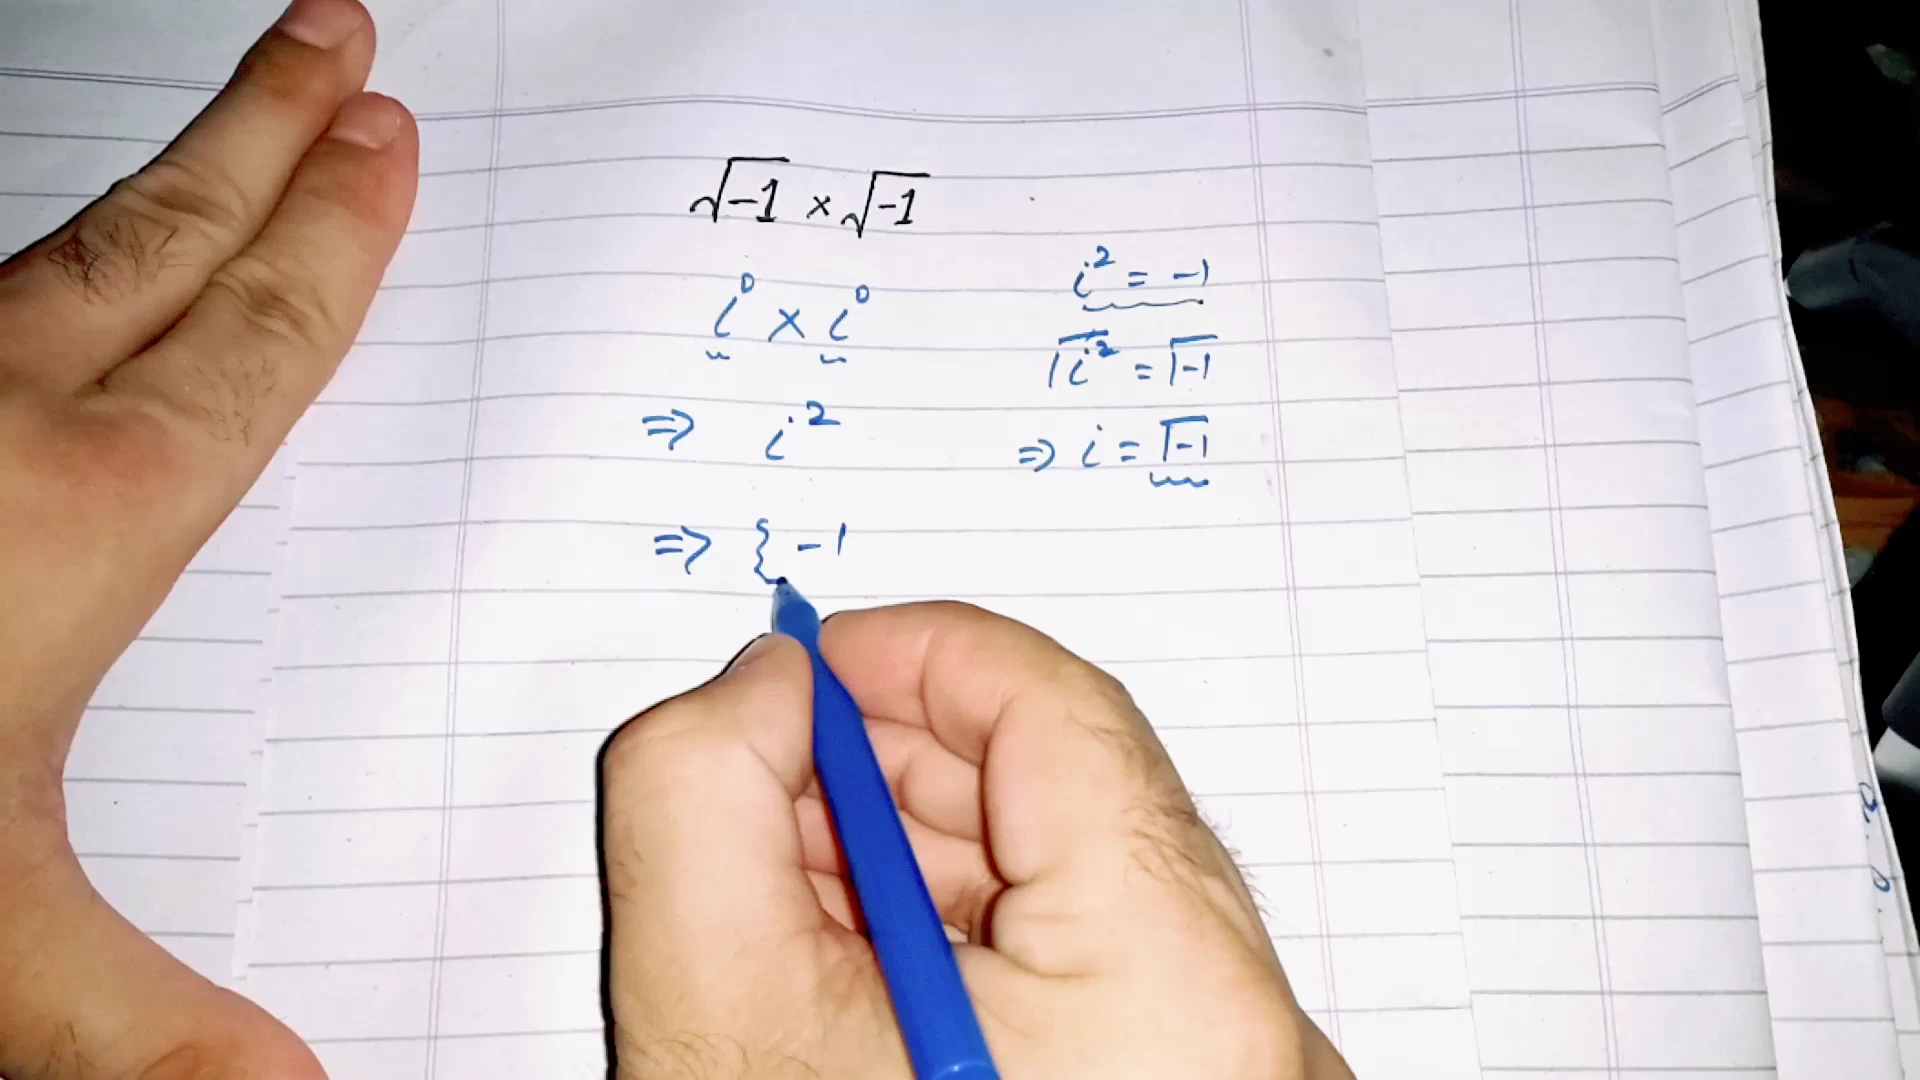 √-1 × √-1
i° × i°
⇒ i²
⇒ { -1
i² = -1
√i² = √-1
⇒ i = √-1